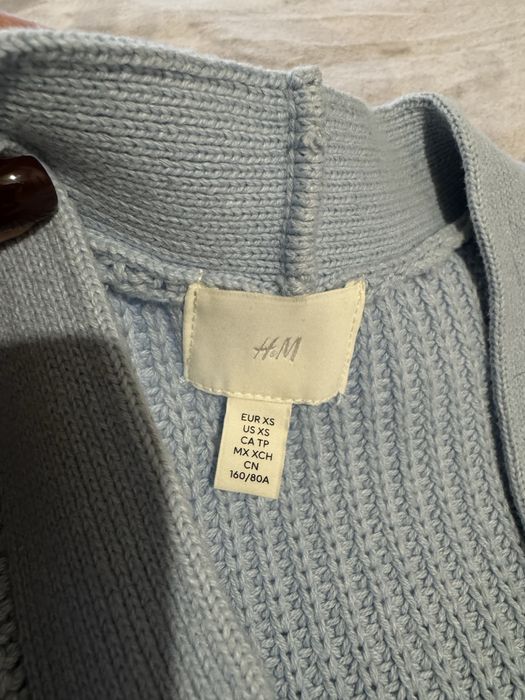 H&M
EUR XS
US XS
CA TP
MX XCH
CN
160/80A